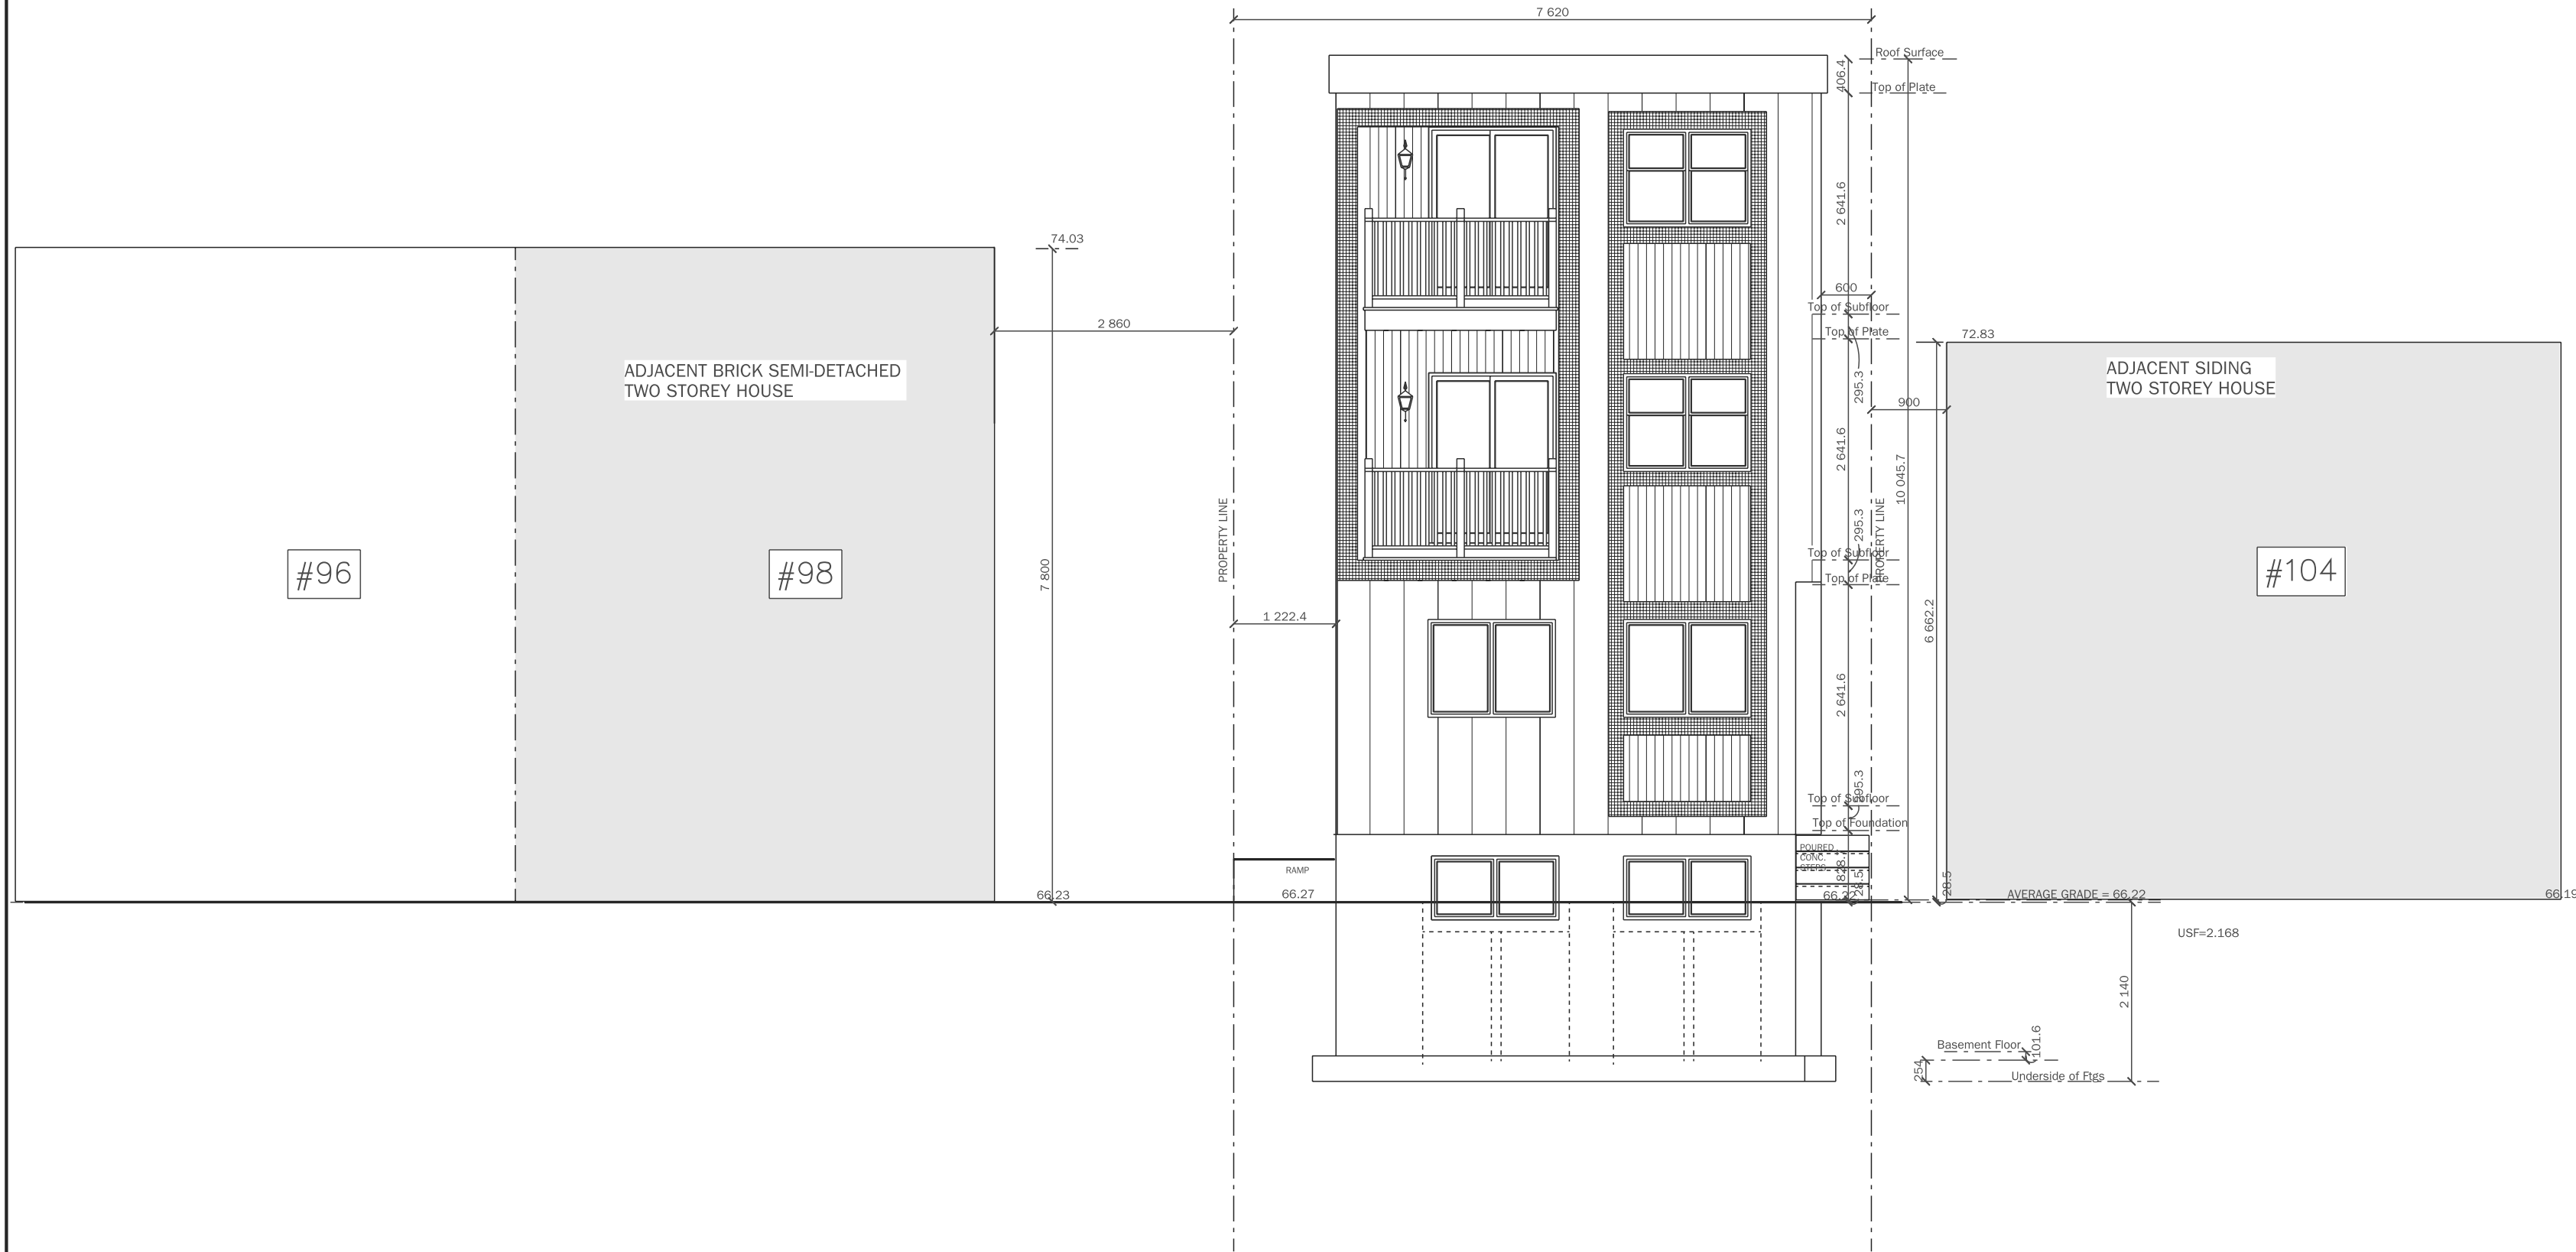 7 620
Roof Surface
406.4
Top of Plate
2 641.6
74.03
600
Top of Subfloor
2 860
Top of Plate
72.83
ADJACENT BRICK SEMI-DETACHED
TWO STOREY HOUSE
ADJACENT SIDING
TWO STOREY HOUSE
295.3
900
2 641.6
10 045.7
PROPERTY LINE
295.3
PROPERTY LINE
Top of Subfloor
#96
#98
7 800
Top of Plate
#104
1 222.4
6 662.2
2 641.6
295.3
Top of Subfloor
Top of Foundation
POURED
CONC.
STEPS
RAMP
28.5
28.5
66.23
66.27
AVERAGE GRADE = 66.22
USF=2.168
2 140
Basement Floor
101.6
254
Underside of Ftgs